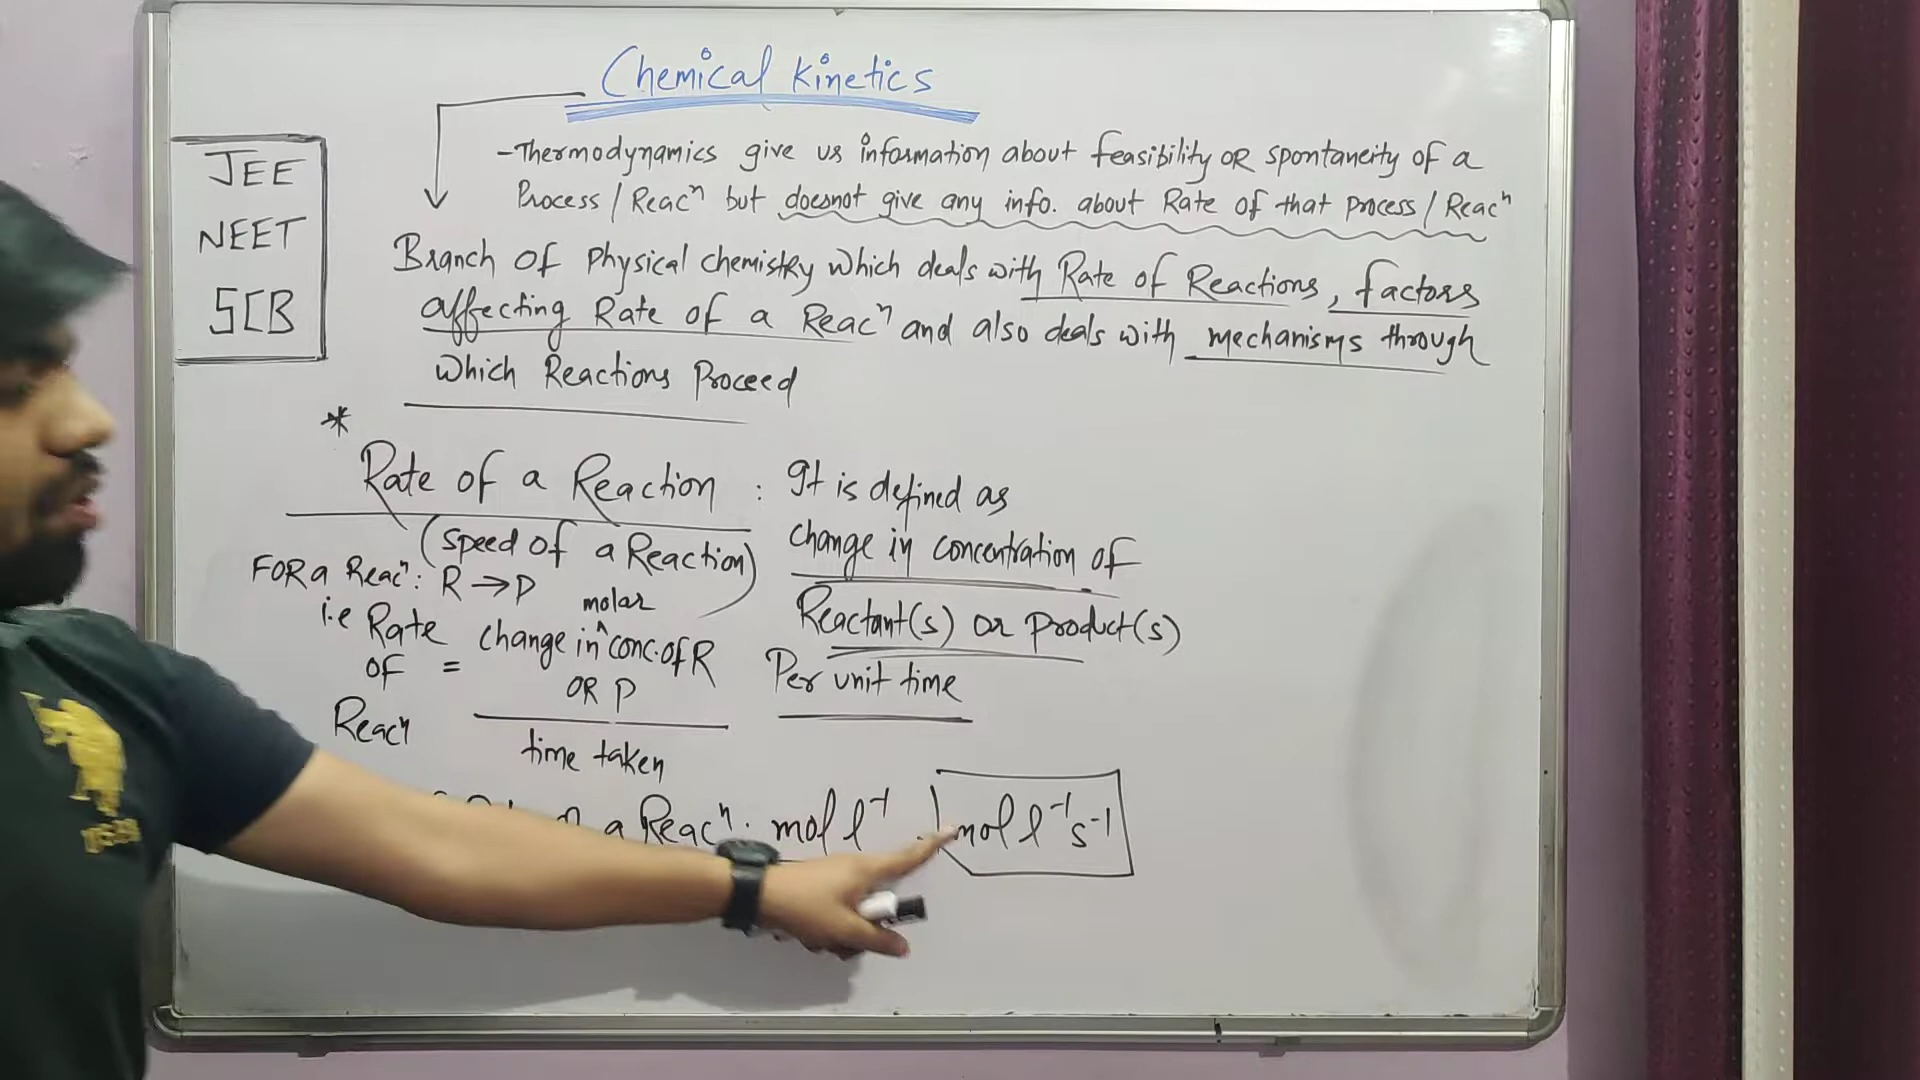 Chemical Kinetics
JEE
NEET
SCB
-Thermodynamics give us information about feasibility OR spontaneity of a
Process / Reacⁿ but doesnot give any info. about Rate of that process / Reacⁿ
Branch of Physical chemistry which deals with Rate of Reactions, factors
affecting Rate of a Reacⁿ and also deals with mechanisms through
which Reactions Proceed
*
Rate of a Reaction : It is defined as
(speed of a Reaction) change in concentration of
Reactant(s) or product(s)
Per unit time
FOR a Reacⁿ: R → P
i.e Rate of Reacⁿ = change in molar conc. of R
OR P
time taken
a Reacⁿ: mol l⁻¹ mol l⁻¹ s⁻¹